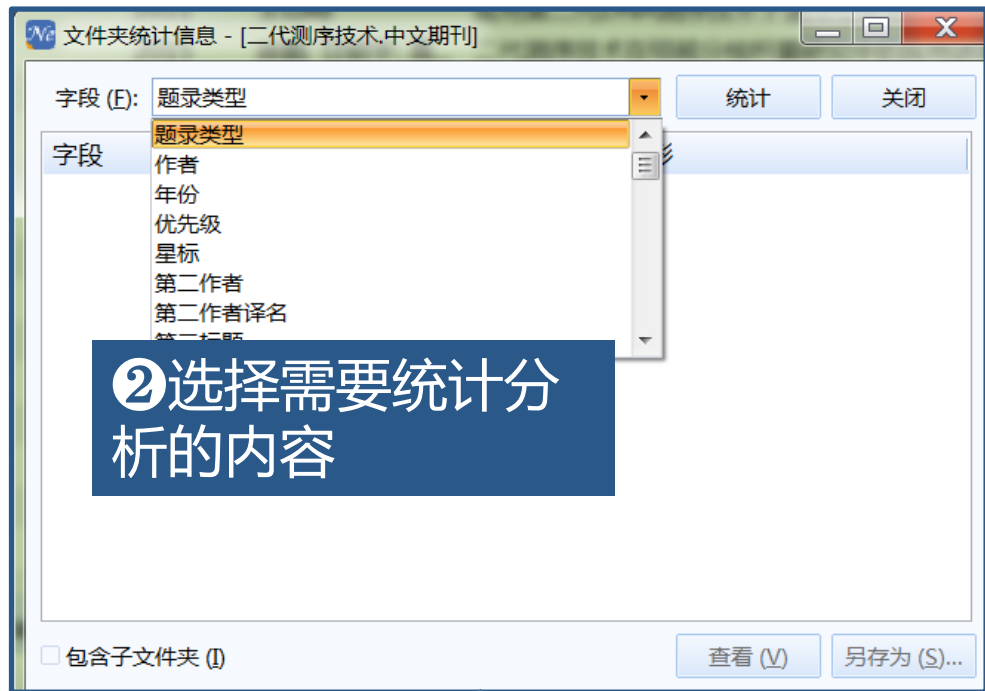 Ne 文件夹统计信息 - [二代测序技术.中文期刊]
字段 (F): 题录类型 统计 关闭
字段
题录类型
作者
年份
优先级
星标
第二作者
第二作者译名
❷选择需要统计分
析的内容
包含子文件夹 (I) 查看 (V) 另存为 (S)...